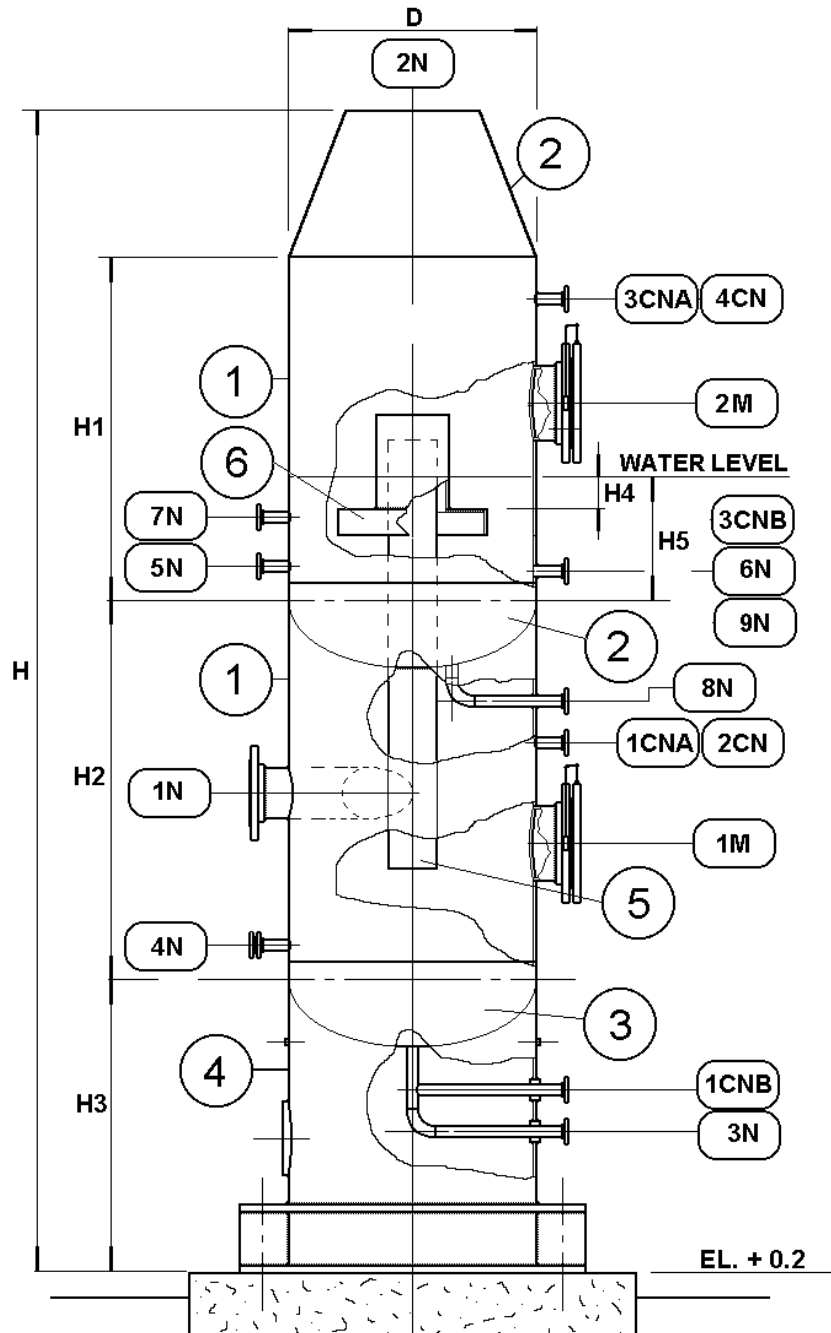 D
2N
2
3CNA 4CN
1
2M
H1
6
WATER LEVEL
H4
7N
3CNB
H5
5N
6N
9N
2
H
1
8N
1CNA 2CN
H2
1N
1M
5
4N
3
4
1CNB
H3
3N
EL. + 0.2